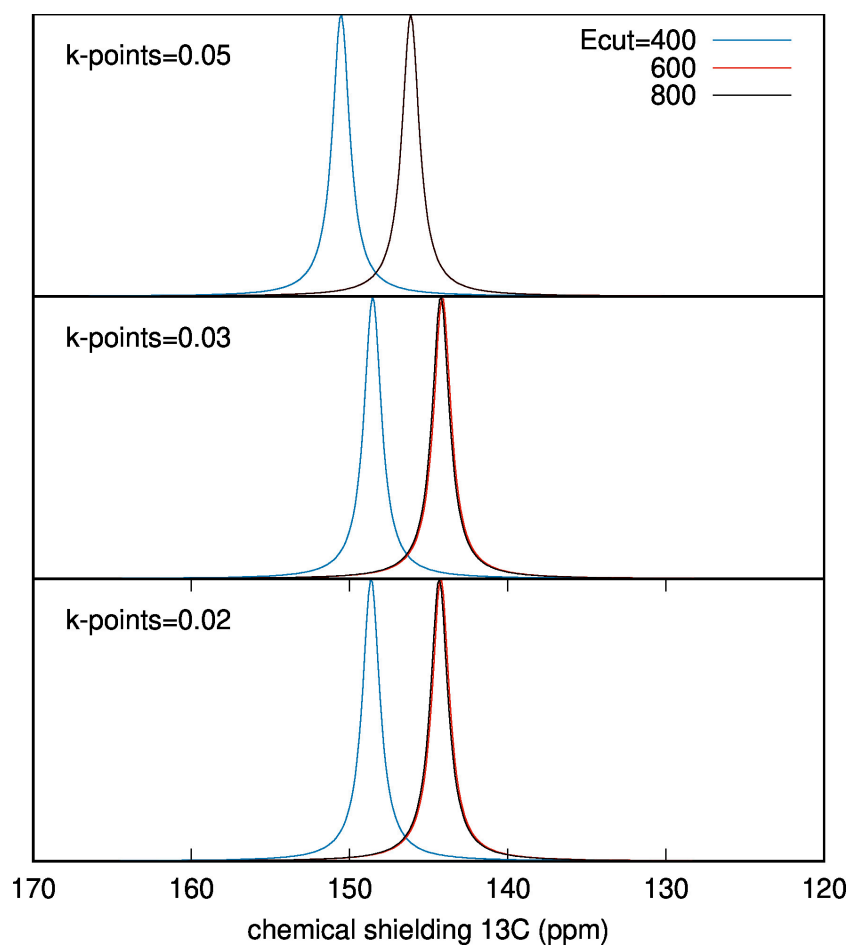 k-points=0.05
Ecut=400
600
800
k-points=0.03
k-points=0.02
170 160 150 140 130 120
chemical shielding 13C (ppm)